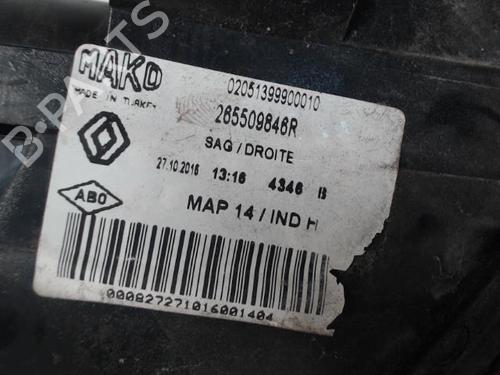 MAKO
MADE IN TURKEY
02051399900010
265509846R
SAG / DROITE
27.10.2016 13:16 4346 B
ABO
MAP 14 / IND H
000827271016001404
B-PARTS